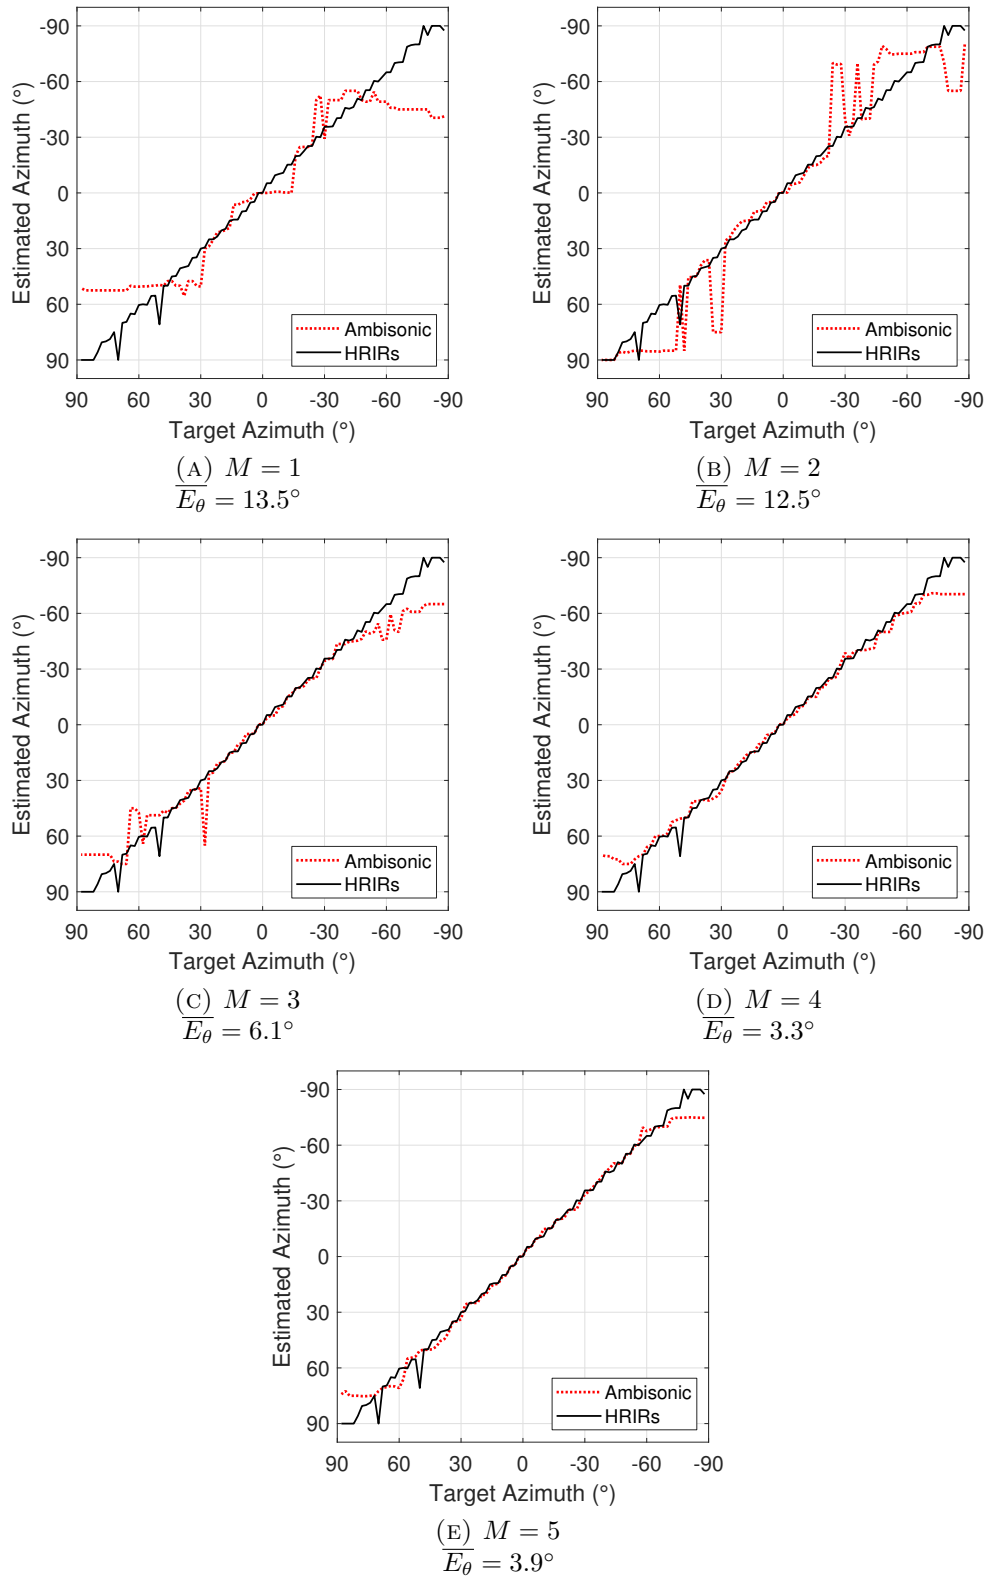 -90
-60
-30
0
30
60
90
Estimated Azimuth (°)
Ambisonic
HRIRs
90 60 30 0 -30 -60 -90
Target Azimuth (°)
(A) M = 1
E_θ = 13.5°
-90
-60
-30
0
30
60
90
Estimated Azimuth (°)
Ambisonic
HRIRs
90 60 30 0 -30 -60 -90
Target Azimuth (°)
(B) M = 2
E_θ = 12.5°
-90
-60
-30
0
30
60
90
Estimated Azimuth (°)
Ambisonic
HRIRs
90 60 30 0 -30 -60 -90
Target Azimuth (°)
(C) M = 3
E_θ = 6.1°
-90
-60
-30
0
30
60
90
Estimated Azimuth (°)
Ambisonic
HRIRs
90 60 30 0 -30 -60 -90
Target Azimuth (°)
(D) M = 4
E_θ = 3.3°
-90
-60
-30
0
30
60
90
Estimated Azimuth (°)
Ambisonic
HRIRs
90 60 30 0 -30 -60 -90
Target Azimuth (°)
(E) M = 5
E_θ = 3.9°